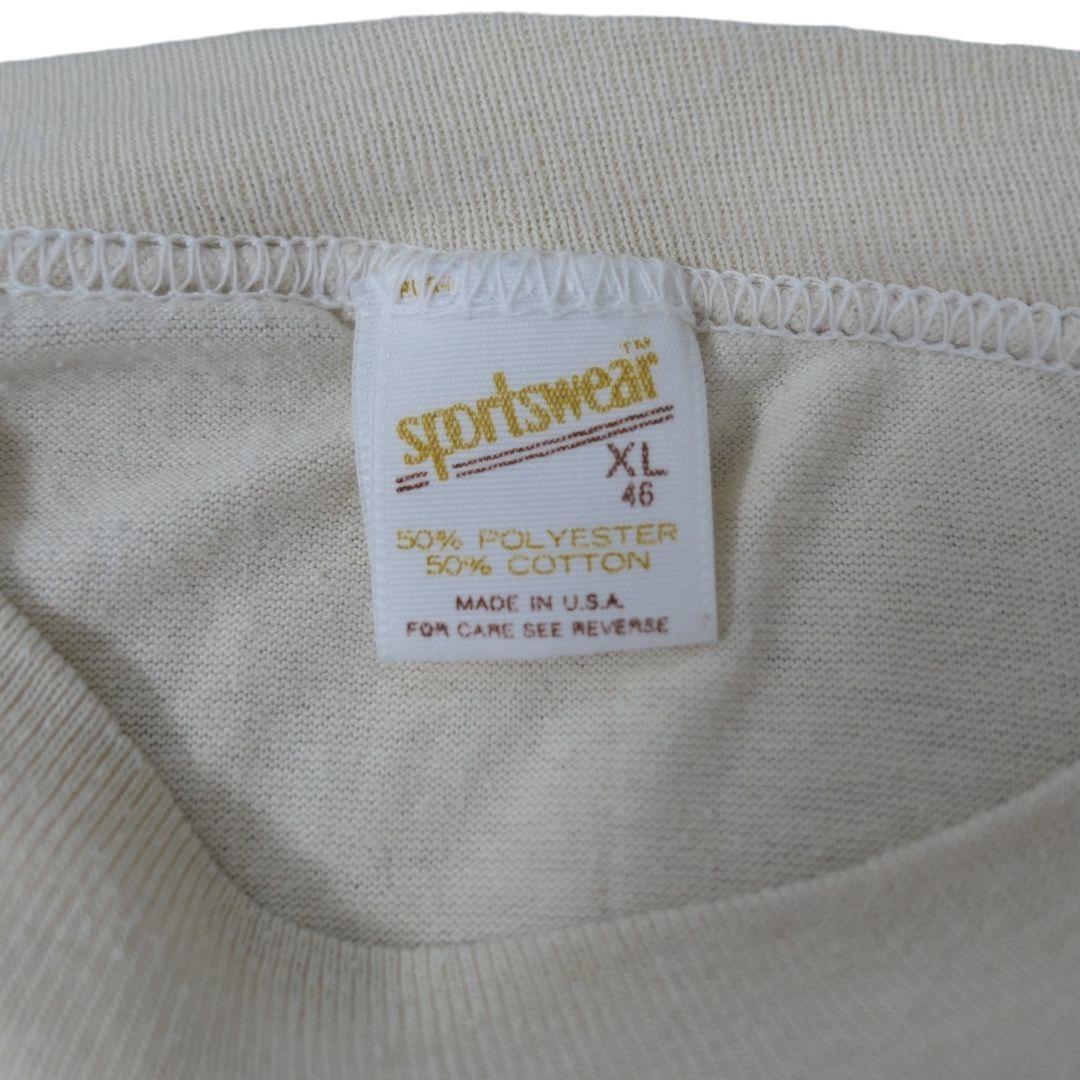 sportswear™
XL
46
50% POLYESTER
50% COTTON
MADE IN U.S.A.
FOR CARE SEE REVERSE